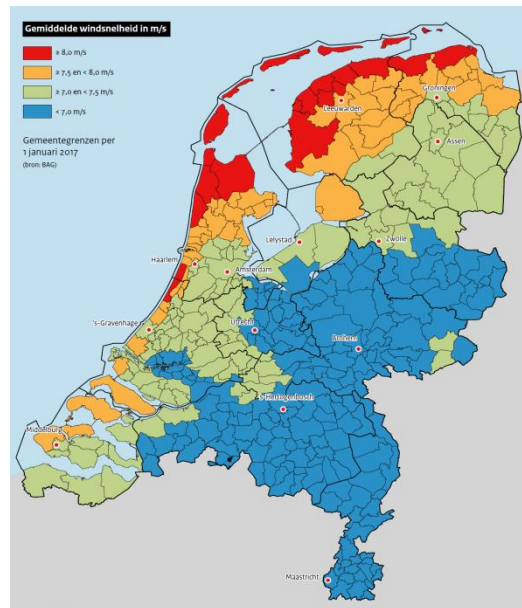 Gemiddelde windsnelheid in m/s
≥ 8,0 m/s
≥ 7,5 en < 8,0 m/s
≥ 7,0 en < 7,5 m/s
< 7,0 m/s
Gemeentegrenzen per
1 januari 2017
(bron: BAG)
Groningen
Leeuwarden
Assen
Lelystad
Zwolle
Haarlem
Amsterdam
's-Gravenhage
Utrecht
Arnhem
's-Hertogenbosch
Middelburg
Maastricht